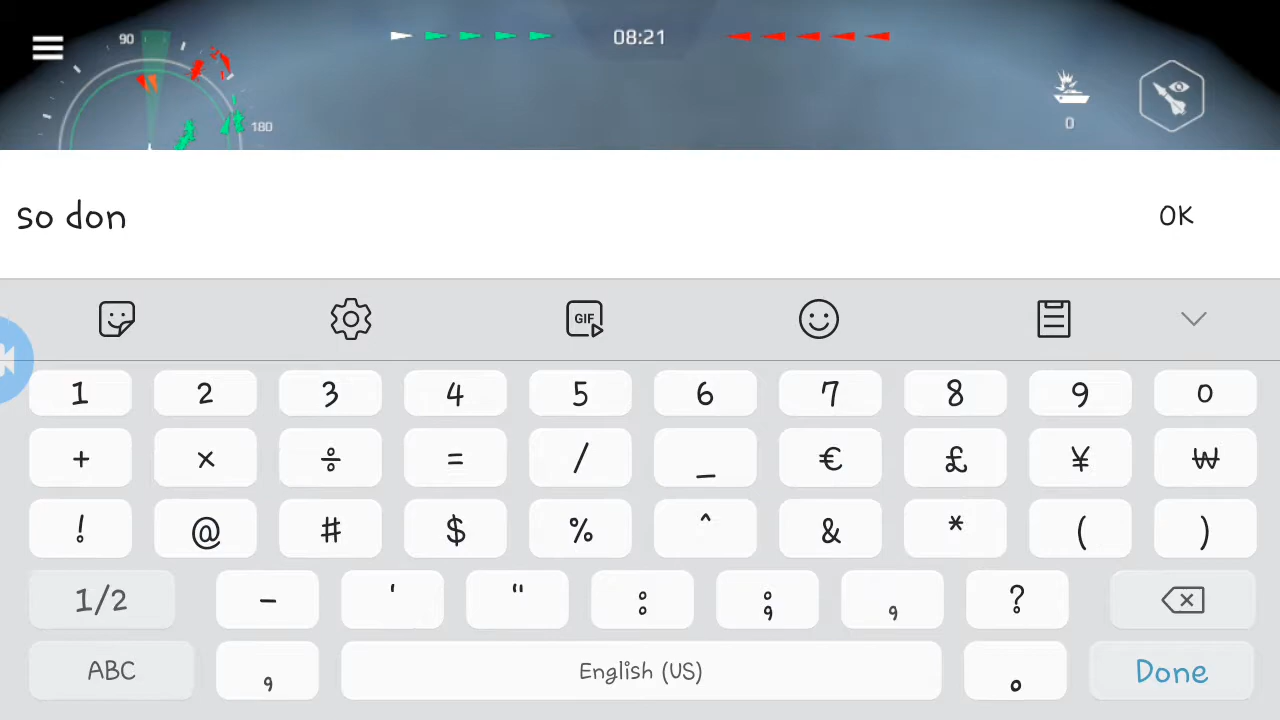 90
08:21
180
0
so don
OK
GIF
1 2 3 4 5 6 7 8 9 0
+ × ÷ = / _ € £ ¥ ₩
! @ # $ % ^ & * ( )
1/2 - ' " : ; , ?
ABC , English (US) . Done